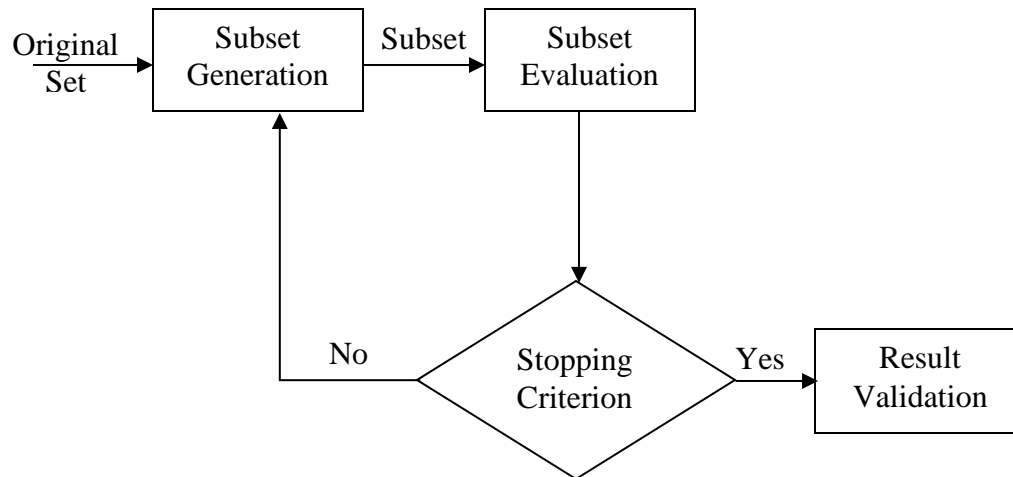 Original
Set
Subset
Generation
Subset
Subset
Evaluation
No
Stopping
Criterion
Yes
Result
Validation